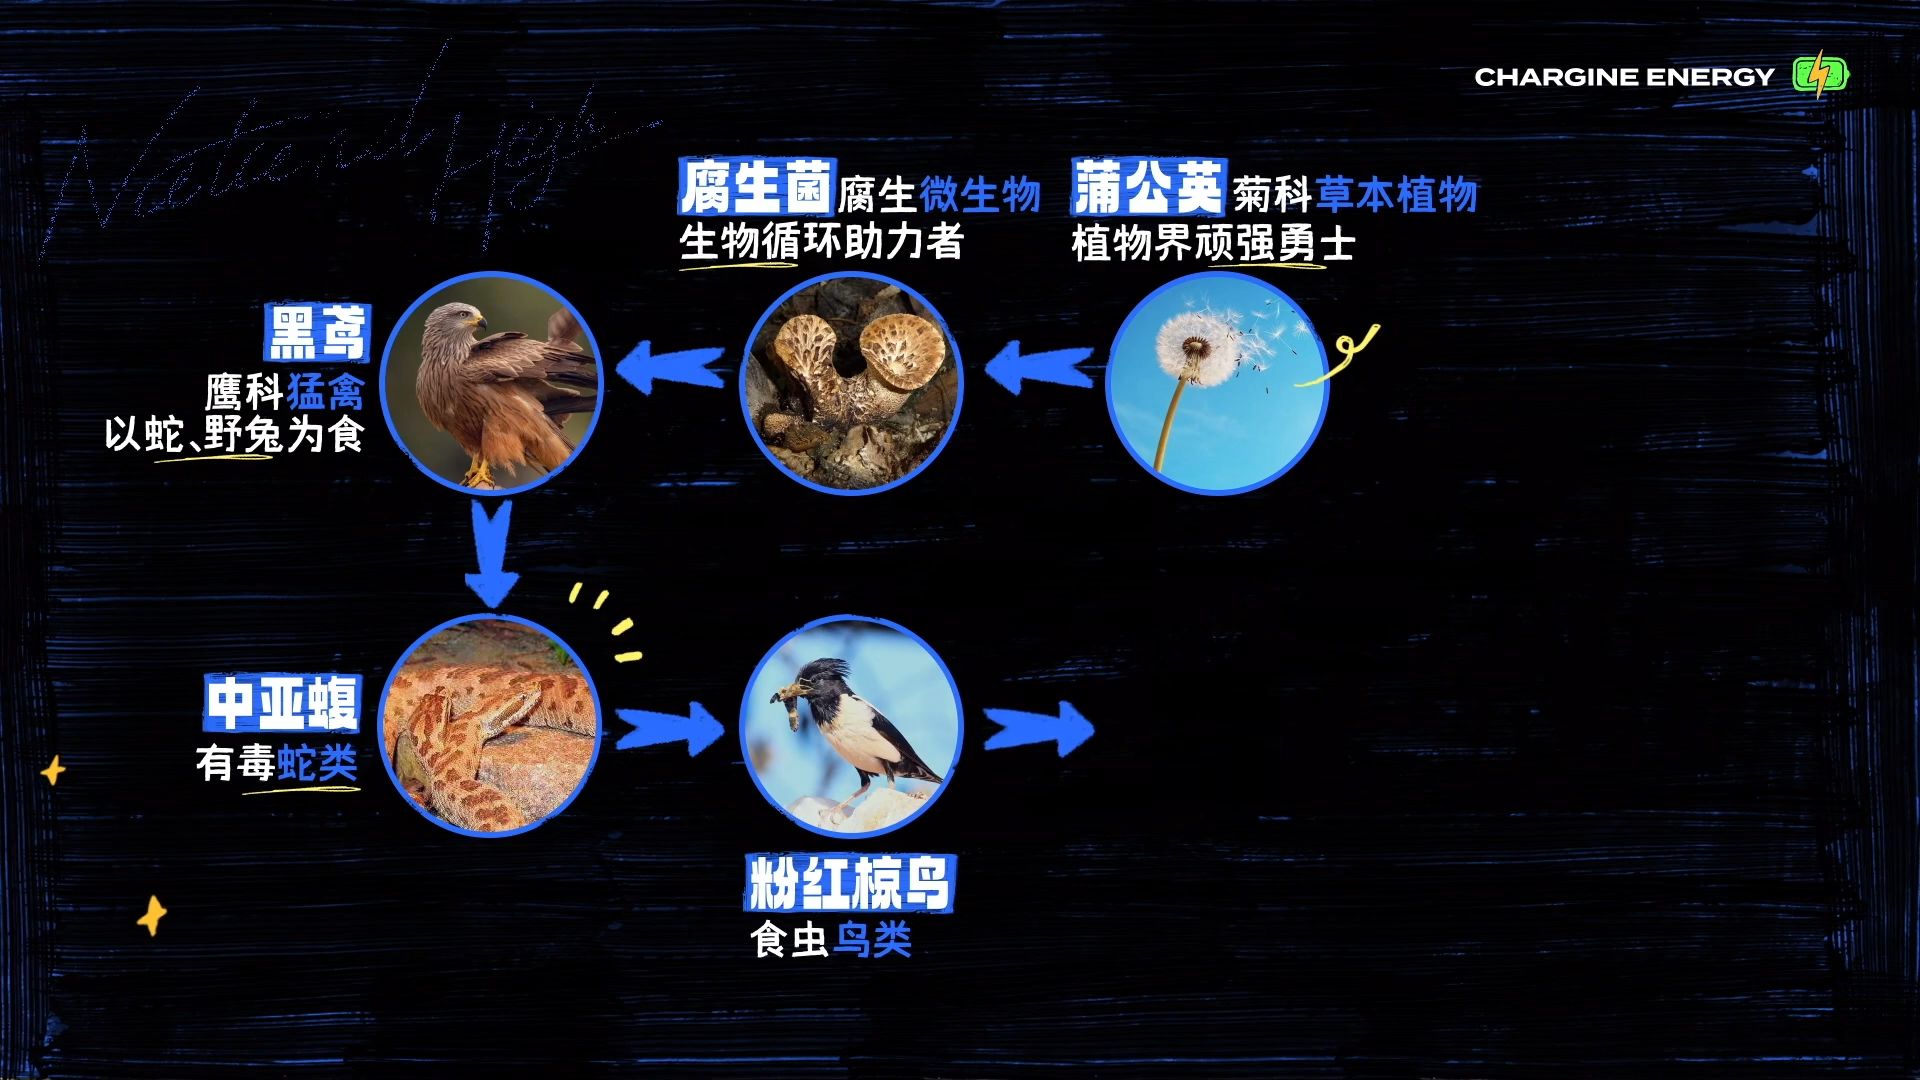 Natural High
CHARGINE ENERGY
腐生菌 腐生微生物
生物循环助力者
蒲公英 菊科草本植物
植物界顽强勇士
黑鸢
鹰科猛禽
以蛇、野兔为食
中亚蝮
有毒蛇类
粉红椋鸟
食虫鸟类